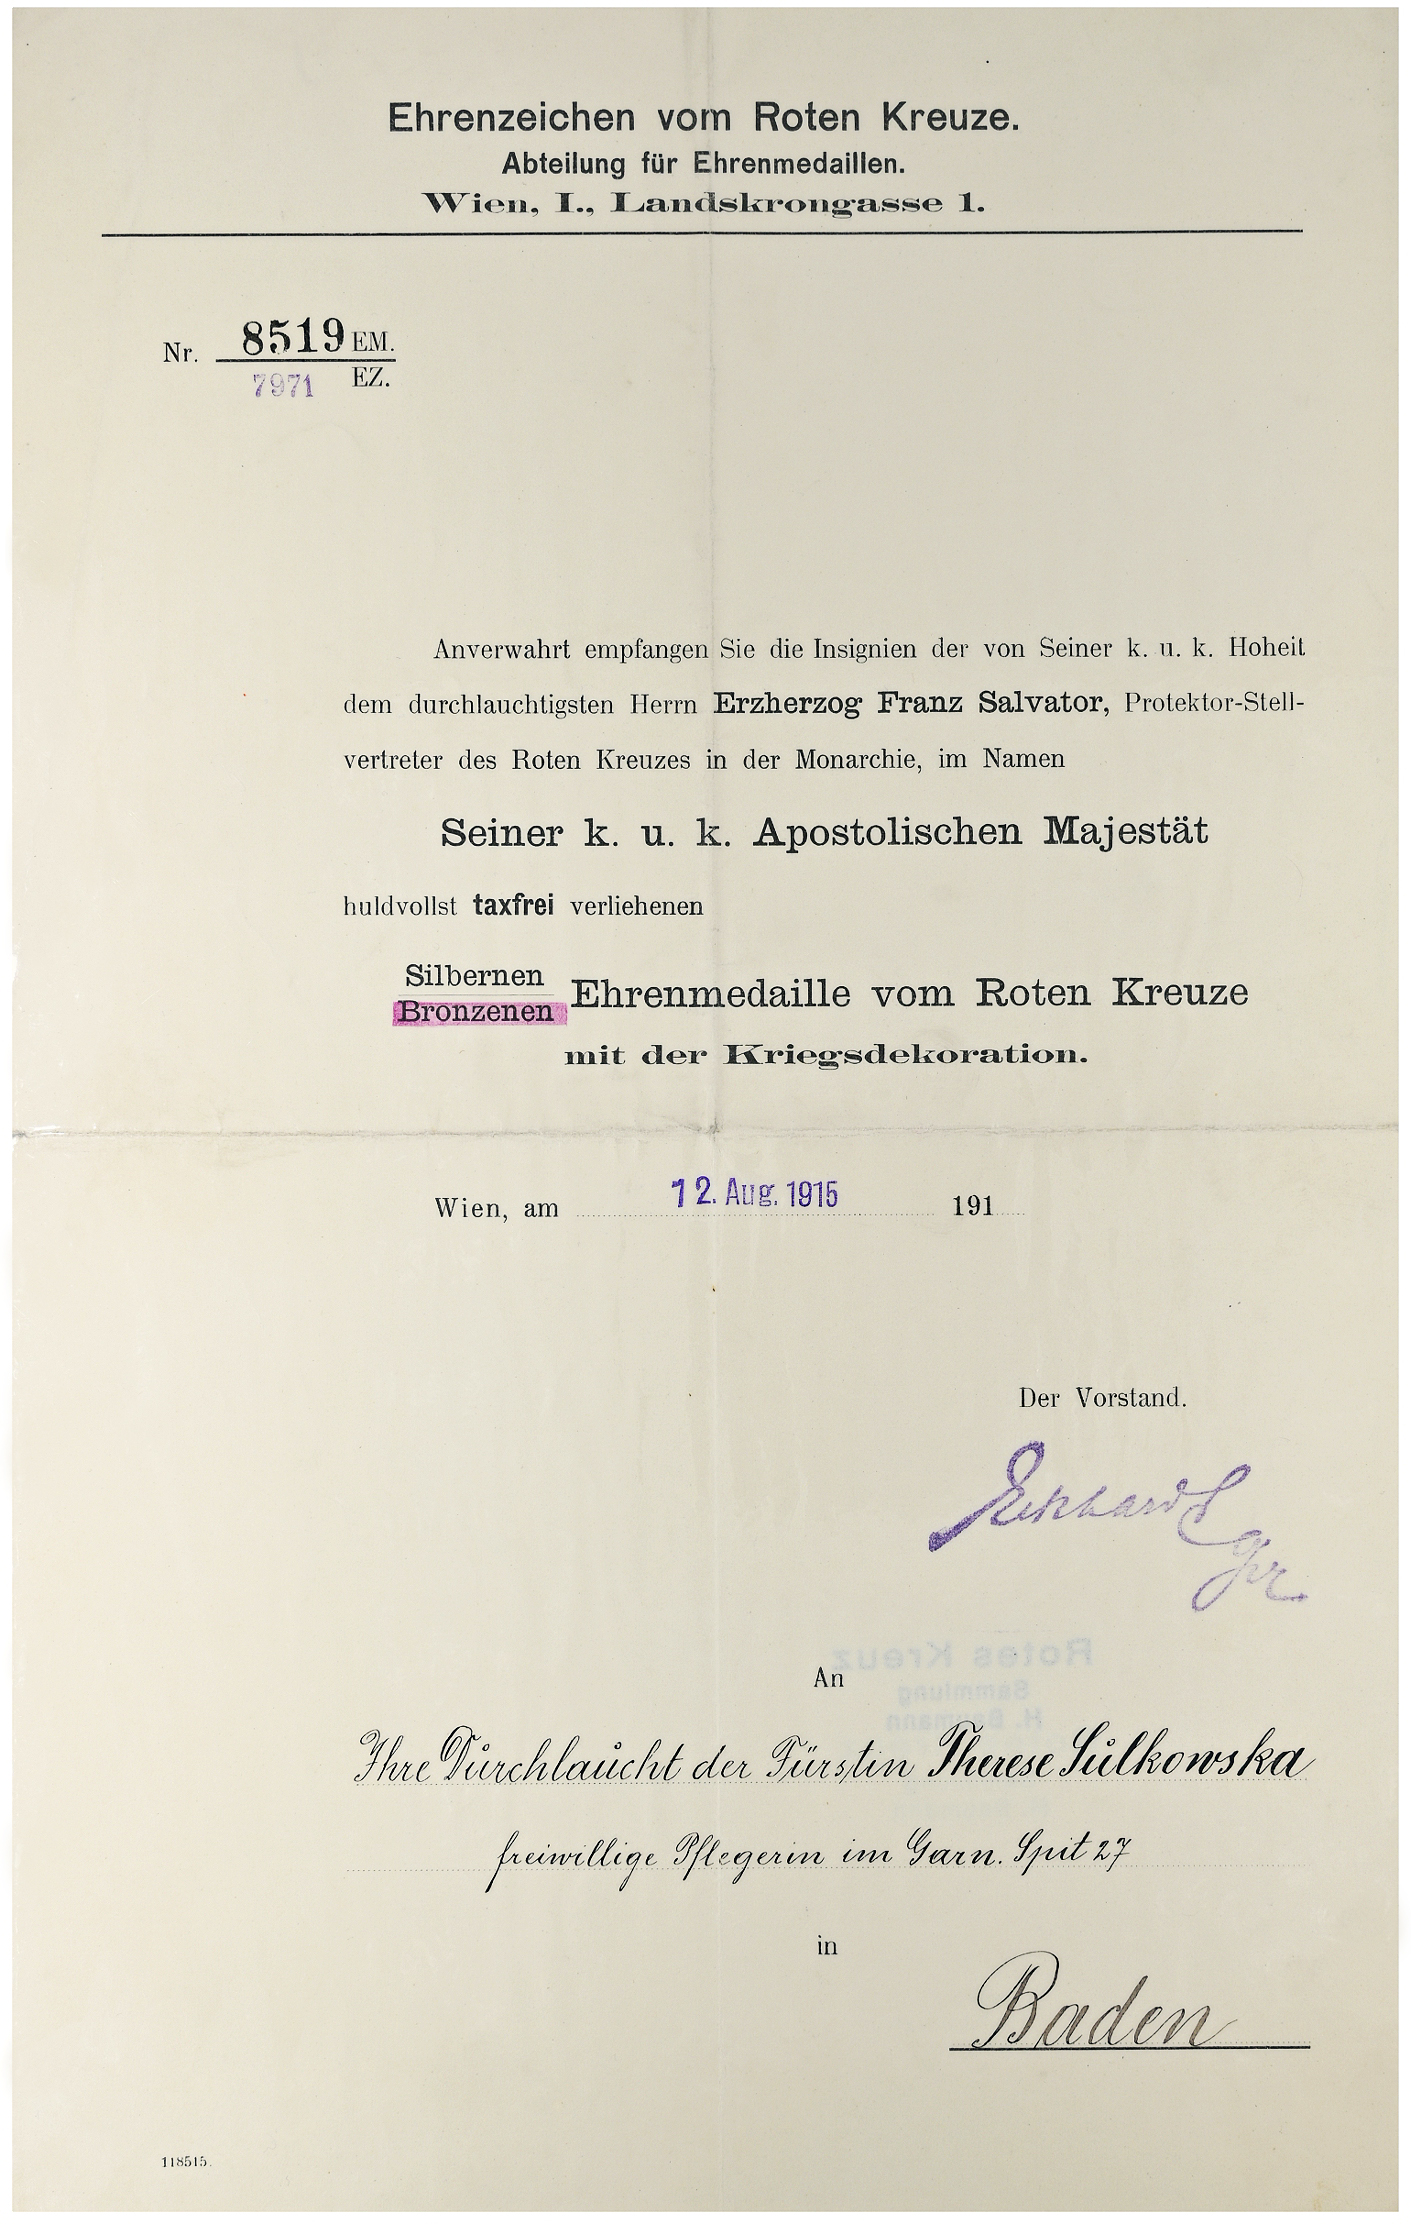 Ehrenzeichen vom Roten Kreuze.
Abteilung für Ehrenmedaillen.
Wien, I., Landskrongasse 1.
Nr. 8519 EM.
7971 EZ.
Anverwahrt empfangen Sie die Insignien der von Seiner k. u. k. Hoheit
dem durchlauchtigsten Herrn Erzherzog Franz Salvator, Protektor-Stell-
vertreter des Roten Kreuzes in der Monarchie, im Namen
Seiner k. u. k. Apostolischen Majestät
huldvollst taxfrei verliehenen
Silbernen
Bronzenen Ehrenmedaille vom Roten Kreuze
mit der Kriegsdekoration.
Wien, am 12. Aug. 1915 191
Der Vorstand.
Rotes Kreuz
Sammlung
H. Baumann
An
Ihre Durchlaucht der Fürstin Therese Sulkowska
freiwillige Pflegerin im Garn. Spit 27
in
Baden
118515.